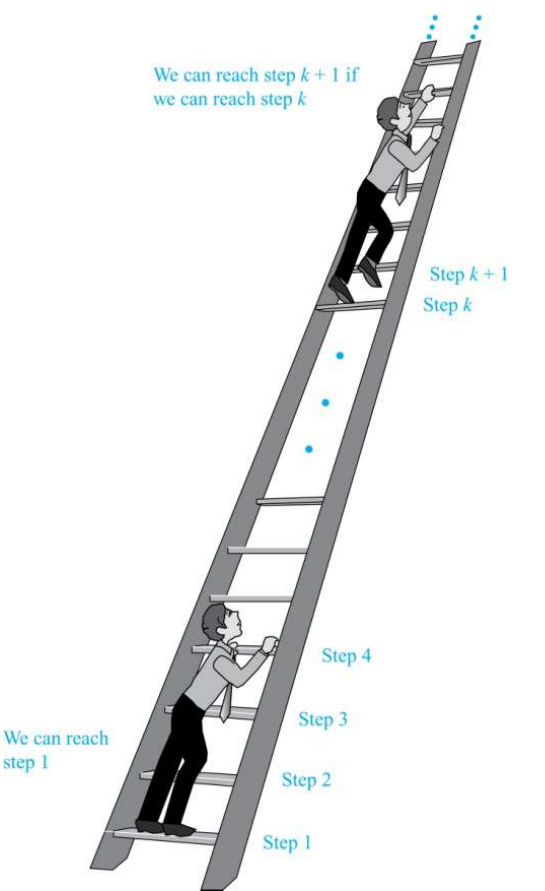 We can reach step k + 1 if
we can reach step k
Step k + 1
Step k
Step 4
Step 3
We can reach
step 1
Step 2
Step 1